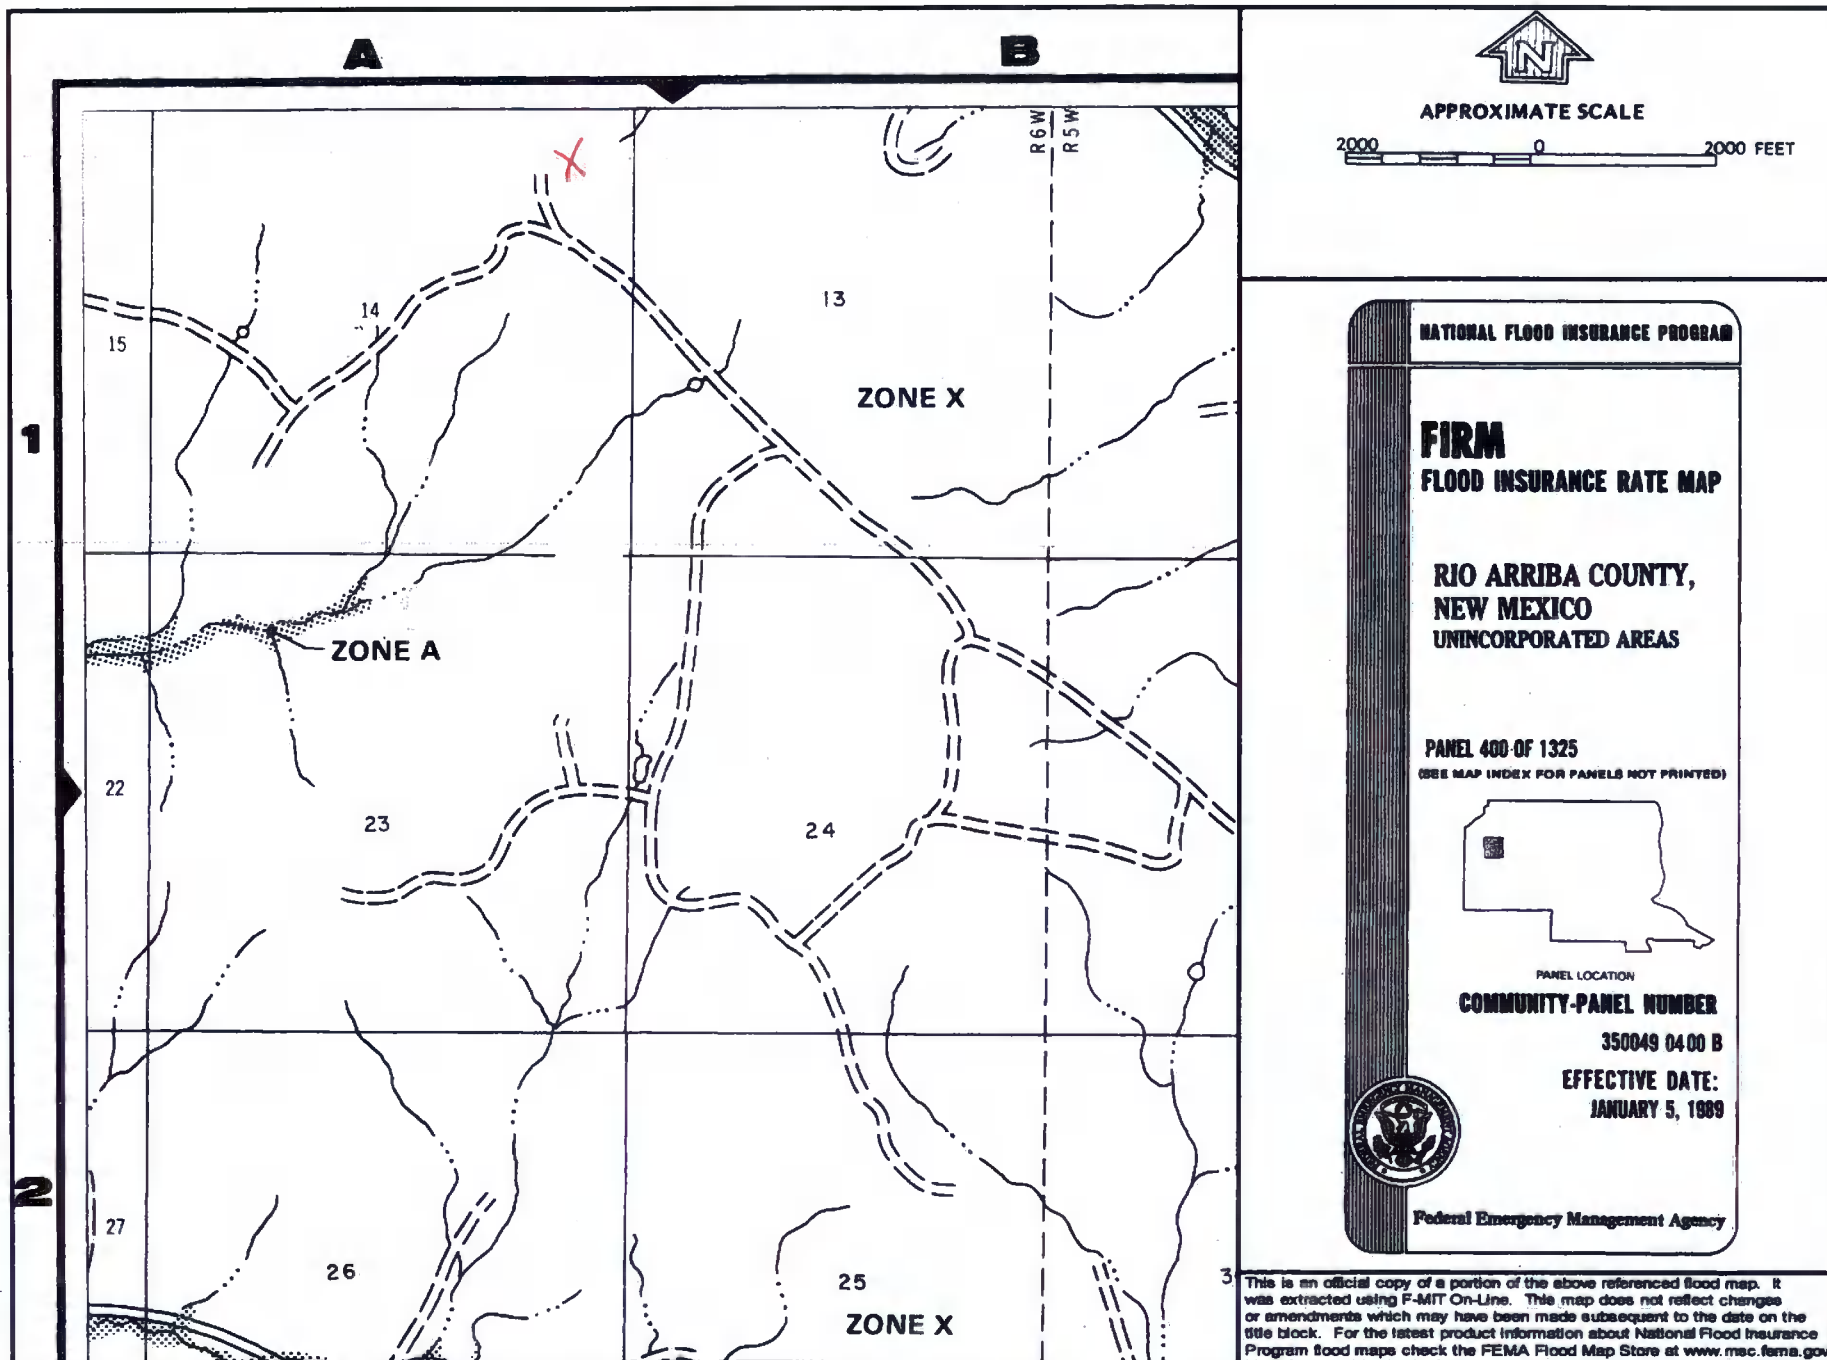 A
B
N
APPROXIMATE SCALE
2000 0 2000 FEET
R6W
R5W
X
13
14
15
ZONE X
1
ZONE A
22
23
24
2
27
26
25
3
ZONE X
NATIONAL FLOOD INSURANCE PROGRAM
FIRM
FLOOD INSURANCE RATE MAP
RIO ARRIBA COUNTY,
NEW MEXICO
UNINCORPORATED AREAS
PANEL 400 OF 1325
(SEE MAP INDEX FOR PANELS NOT PRINTED)
PANEL LOCATION
COMMUNITY-PANEL NUMBER
350049 0400 B
EFFECTIVE DATE:
JANUARY 5, 1989
Federal Emergency Management Agency
This is an official copy of a portion of the above referenced flood map. It
was extracted using F-MIT On-Line. This map does not reflect changes
or amendments which may have been made subsequent to the date on the
title block. For the latest product information about National Flood Insurance
Program flood maps check the FEMA Flood Map Store at www.msc.fema.gov